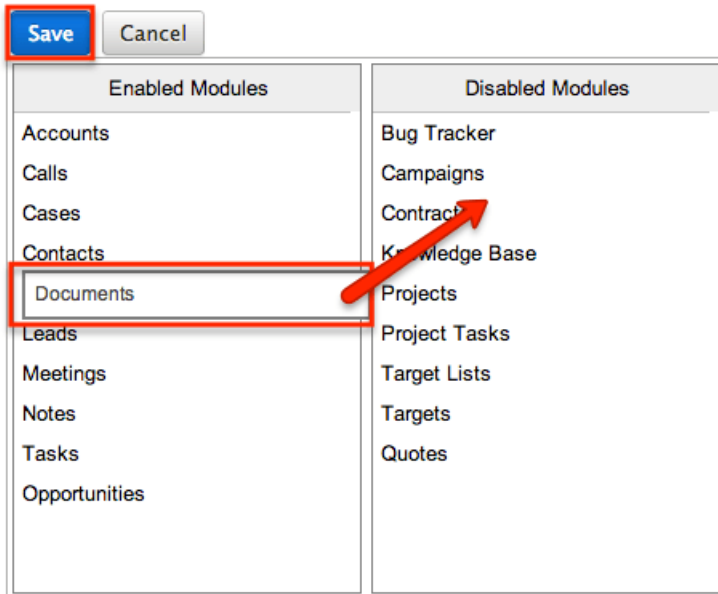 Save Cancel
Enabled Modules
Accounts
Calls
Cases
Contacts
Documents
Leads
Meetings
Notes
Tasks
Opportunities
Disabled Modules
Bug Tracker
Campaigns
Contract
Knowledge Base
Projects
Project Tasks
Target Lists
Targets
Quotes